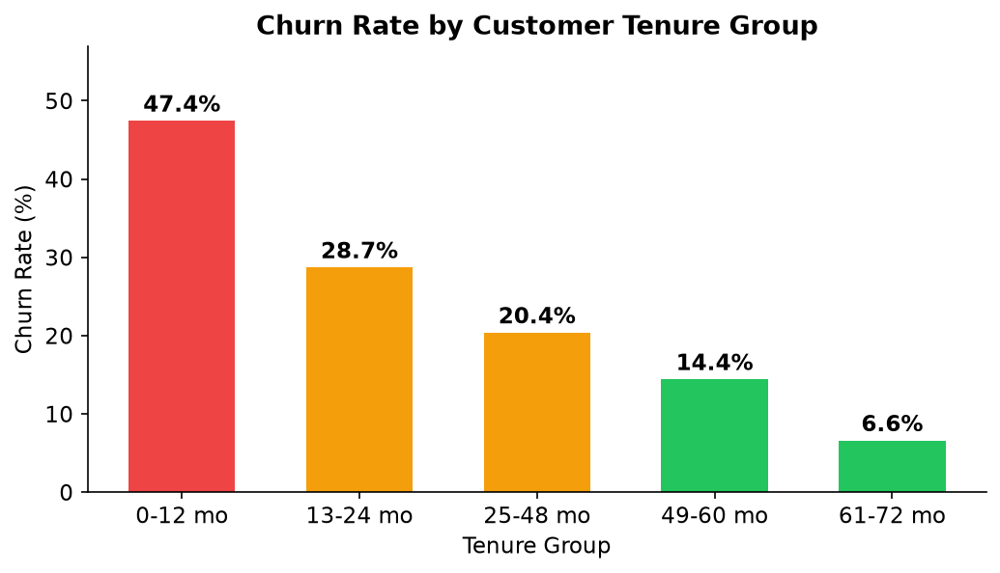 Churn Rate by Customer Tenure Group
Churn Rate (%)
50
40
30
20
10
0
47.4%
28.7%
20.4%
14.4%
6.6%
0-12 mo
13-24 mo
25-48 mo
49-60 mo
61-72 mo
Tenure Group